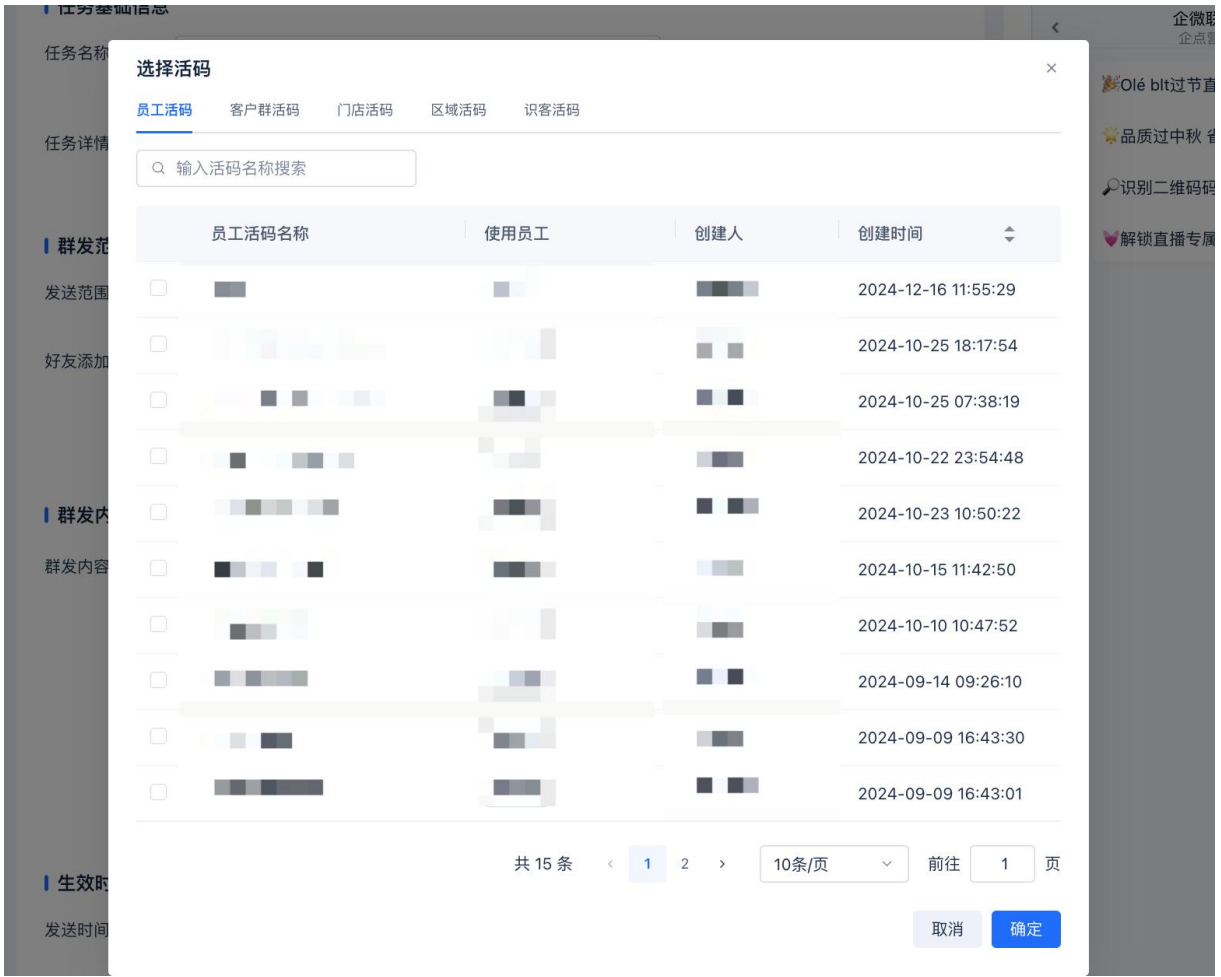 任务基础信息
企微联
企点营
任务名称
选择活码
Olé blt过节直
员工活码 客户群活码 门店活码 区域活码 识客活码
品质过中秋 省
任务详情
输入活码名称搜索
识别二维码码
群发范
员工活码名称 使用员工 创建人 创建时间
解锁直播专属
发送范围
2024-12-16 11:55:29
2024-10-25 18:17:54
好友添加
2024-10-25 07:38:19
2024-10-22 23:54:48
群发内
2024-10-23 10:50:22
群发内容
2024-10-15 11:42:50
2024-10-10 10:47:52
2024-09-14 09:26:10
2024-09-09 16:43:30
2024-09-09 16:43:01
共 15 条 1 2 10条/页 前往 1 页
生效时
发送时间
取消 确定